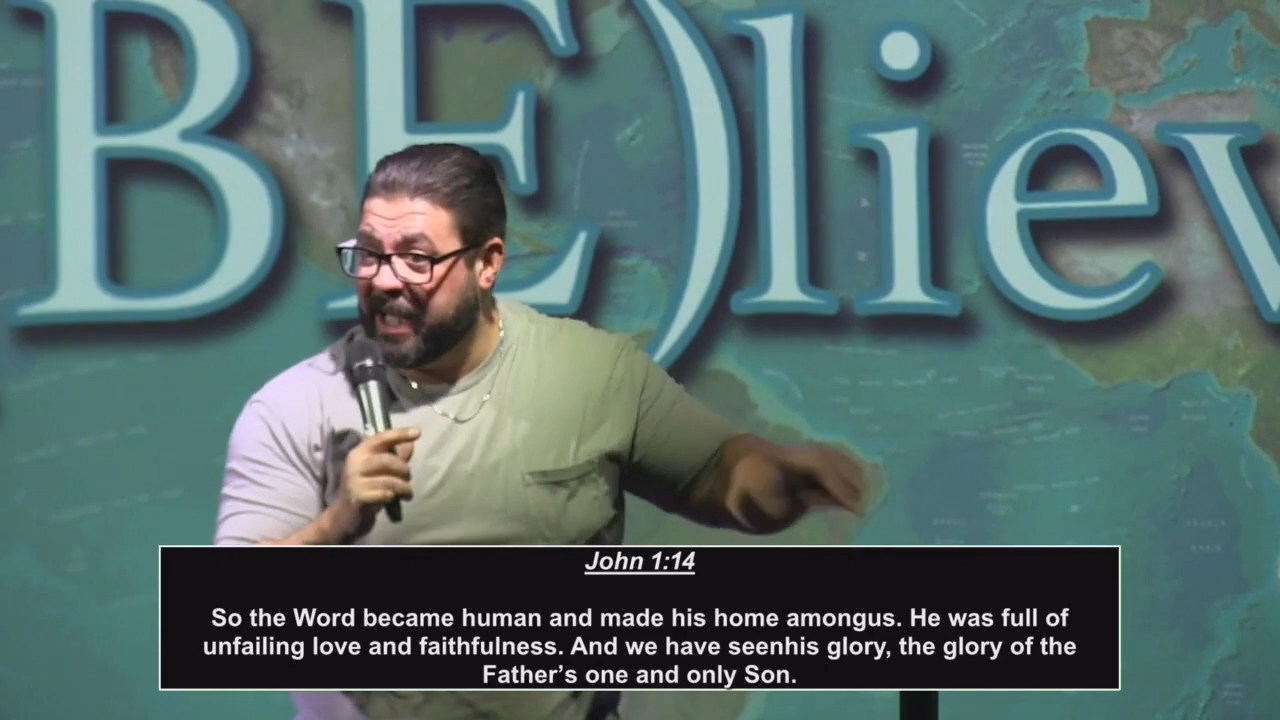 BE)liev
John 1:14
So the Word became human and made his home amongus. He was full of
unfailing love and faithfulness. And we have seenhis glory, the glory of the
Father’s one and only Son.